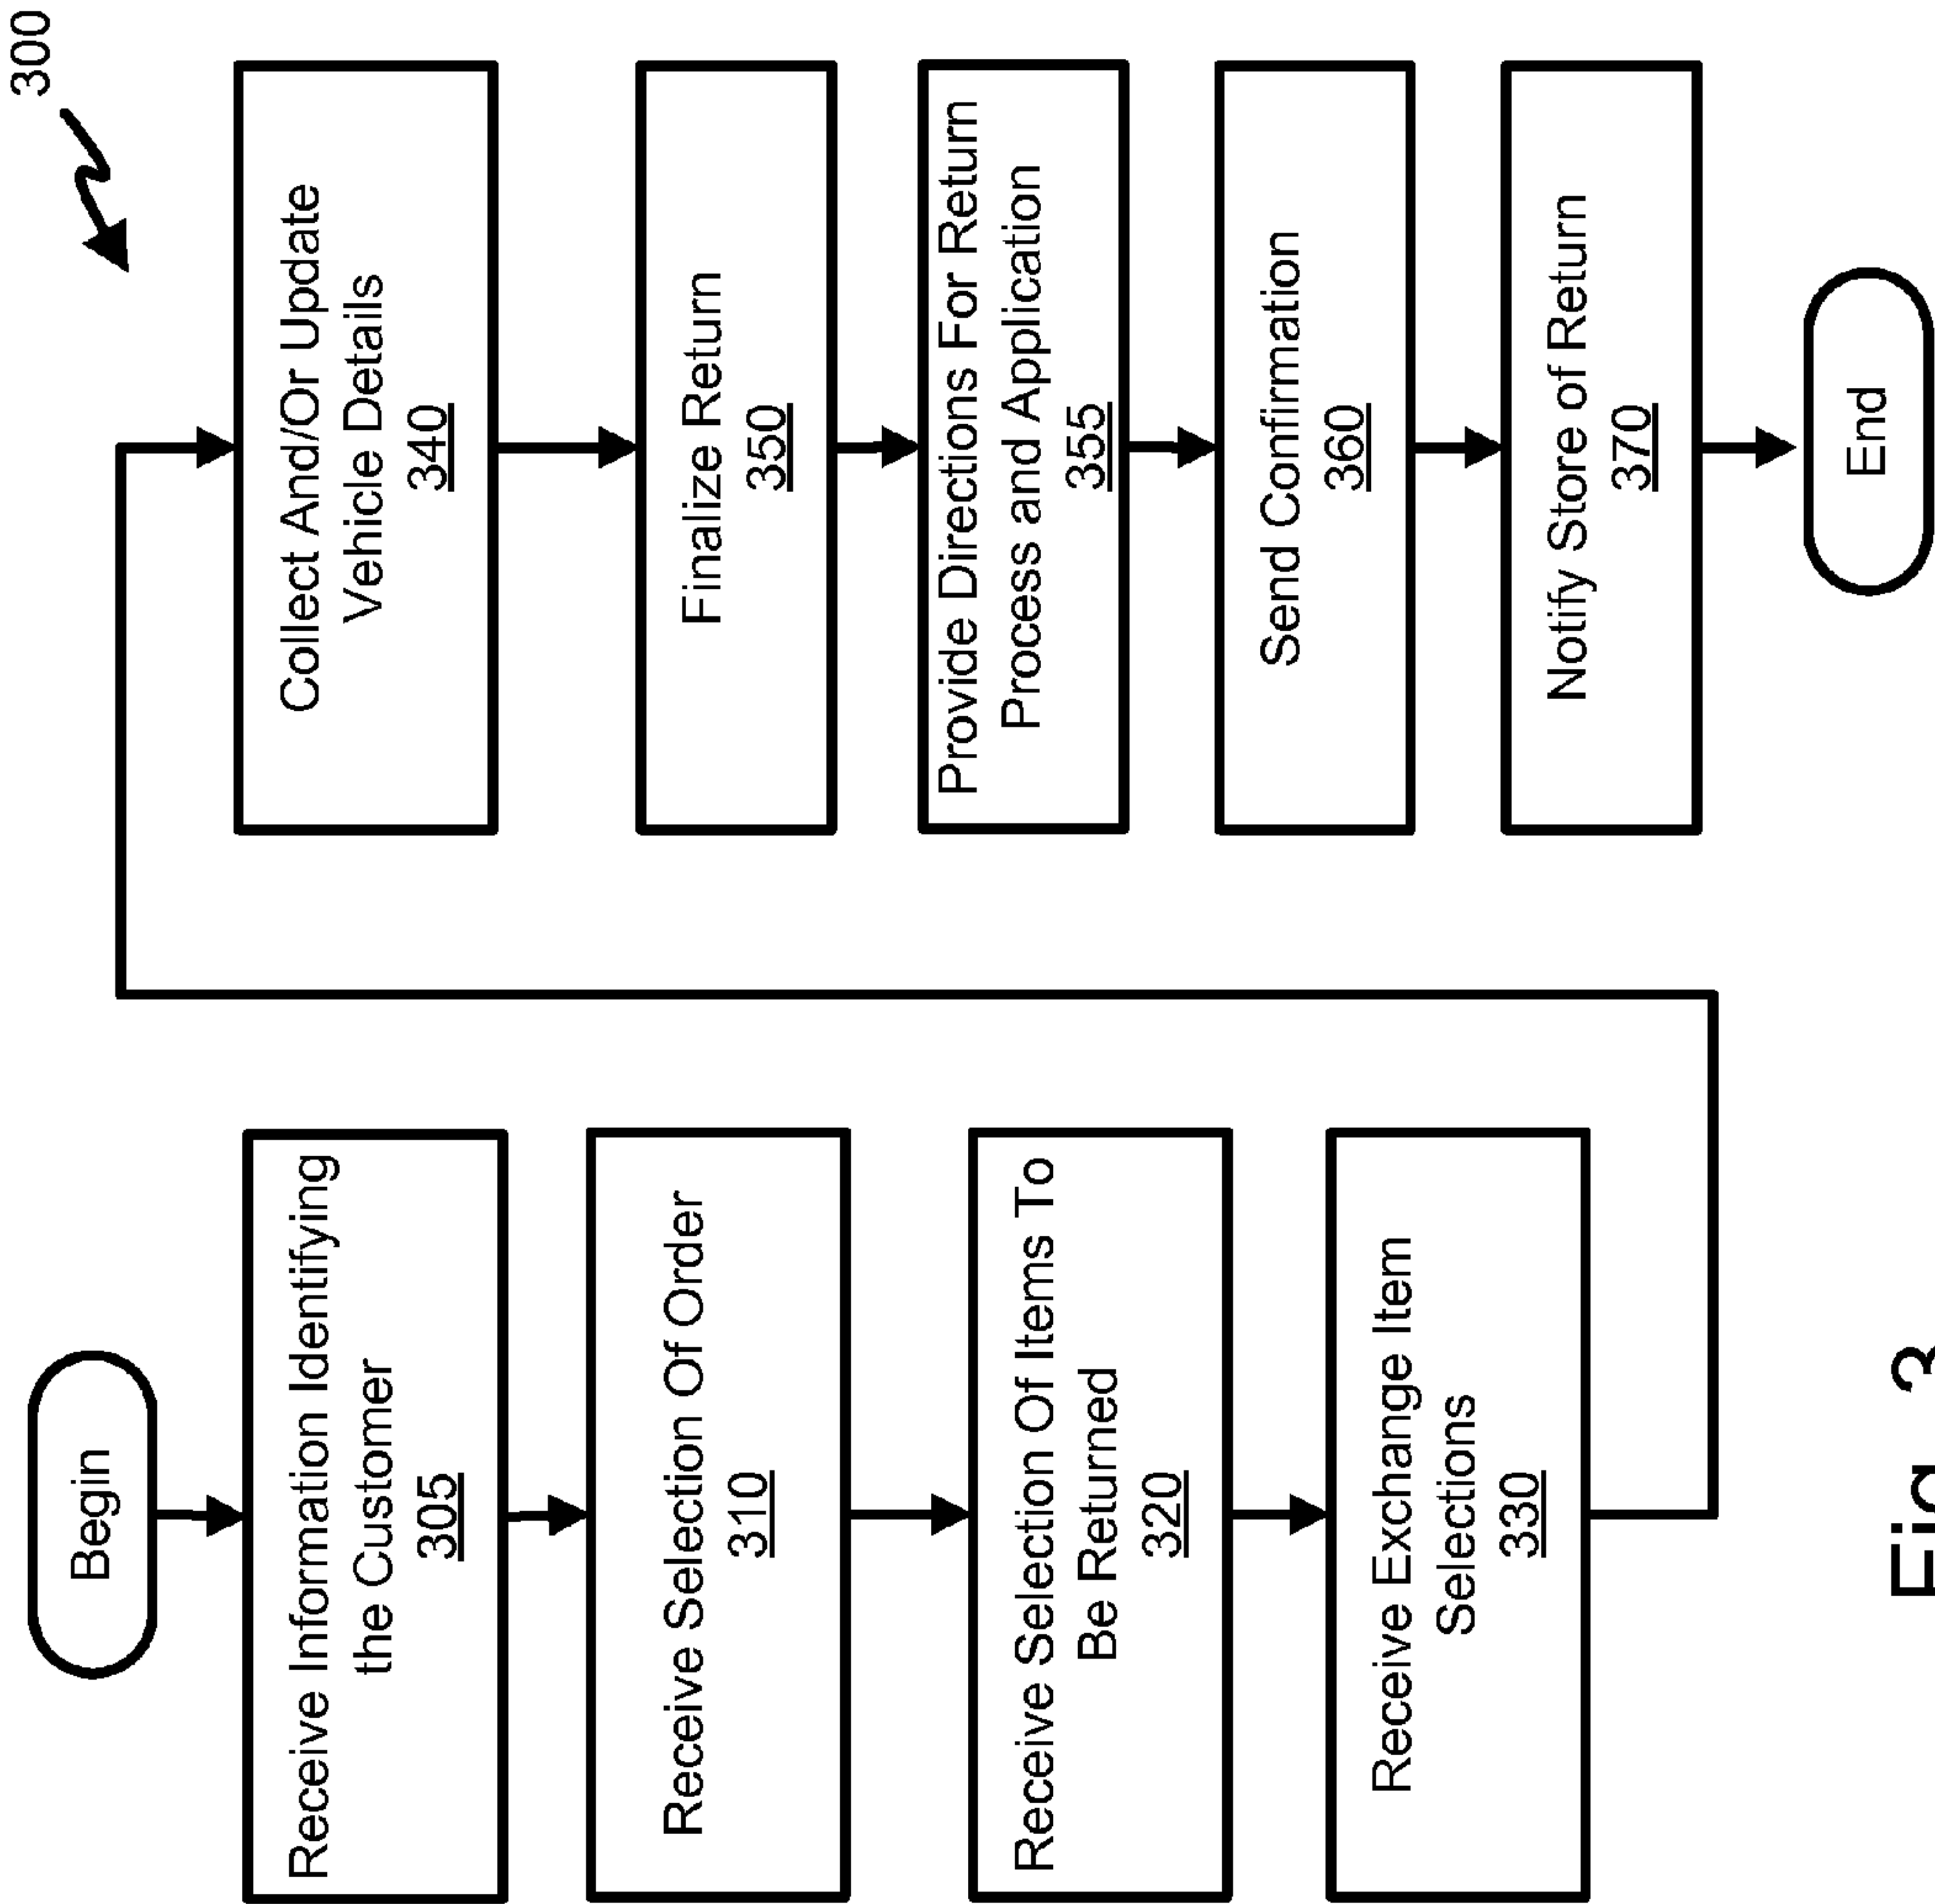 300
Begin
Receive Information Identifying
the Customer
305
Receive Selection Of Order
310
Receive Selection Of Items To
Be Returned
320
Receive Exchange Item
Selections
330
Collect And/Or Update
Vehicle Details
340
Finalize Return
350
Provide Directions For Return
Process and Application
355
Send Confirmation
360
Notify Store of Return
370
End
Fig. 3